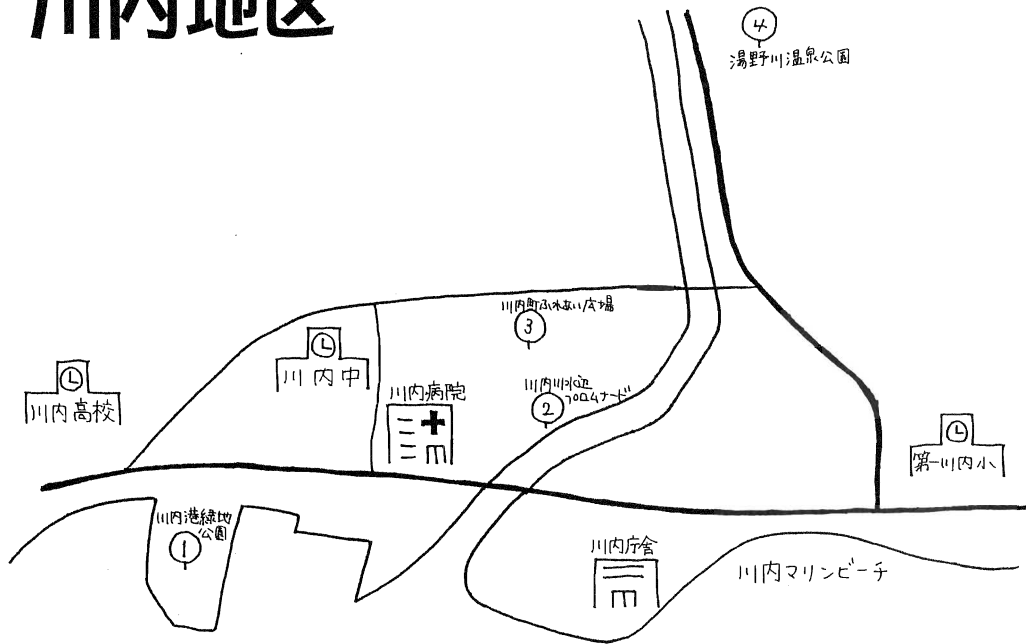 川内地区
④
湯野川温泉公園
川内町ふれあい広場
③
川内中
川内高校
川内病院
川内川水辺
プロムナード
②
第一川内小
川内港緑地
公園
①
川内庁舎
川内マリンビーチ